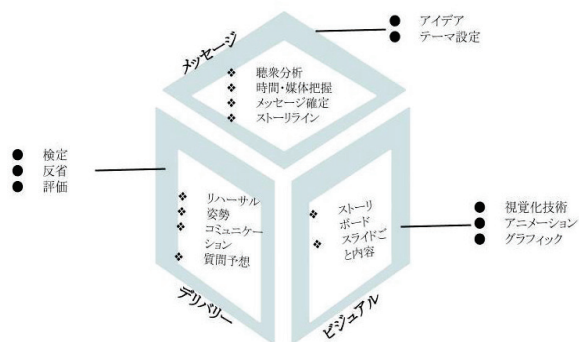 ● アイデア
● テーマ設定
メッセージ
❖ 聴衆分析
❖ 時間・媒体把握
❖ メッセージ確定
❖ ストーリライン
● 検定
● 反省
● 評価
❖ リハーサル
❖ 姿勢
❖ コミュニケー
ション
❖ 質問予想
デリバリー
❖ ストーリ
ボード
❖ スライドご
と内容
ビジュアル
● 視覚化技術
● アニメーション
● グラフィック